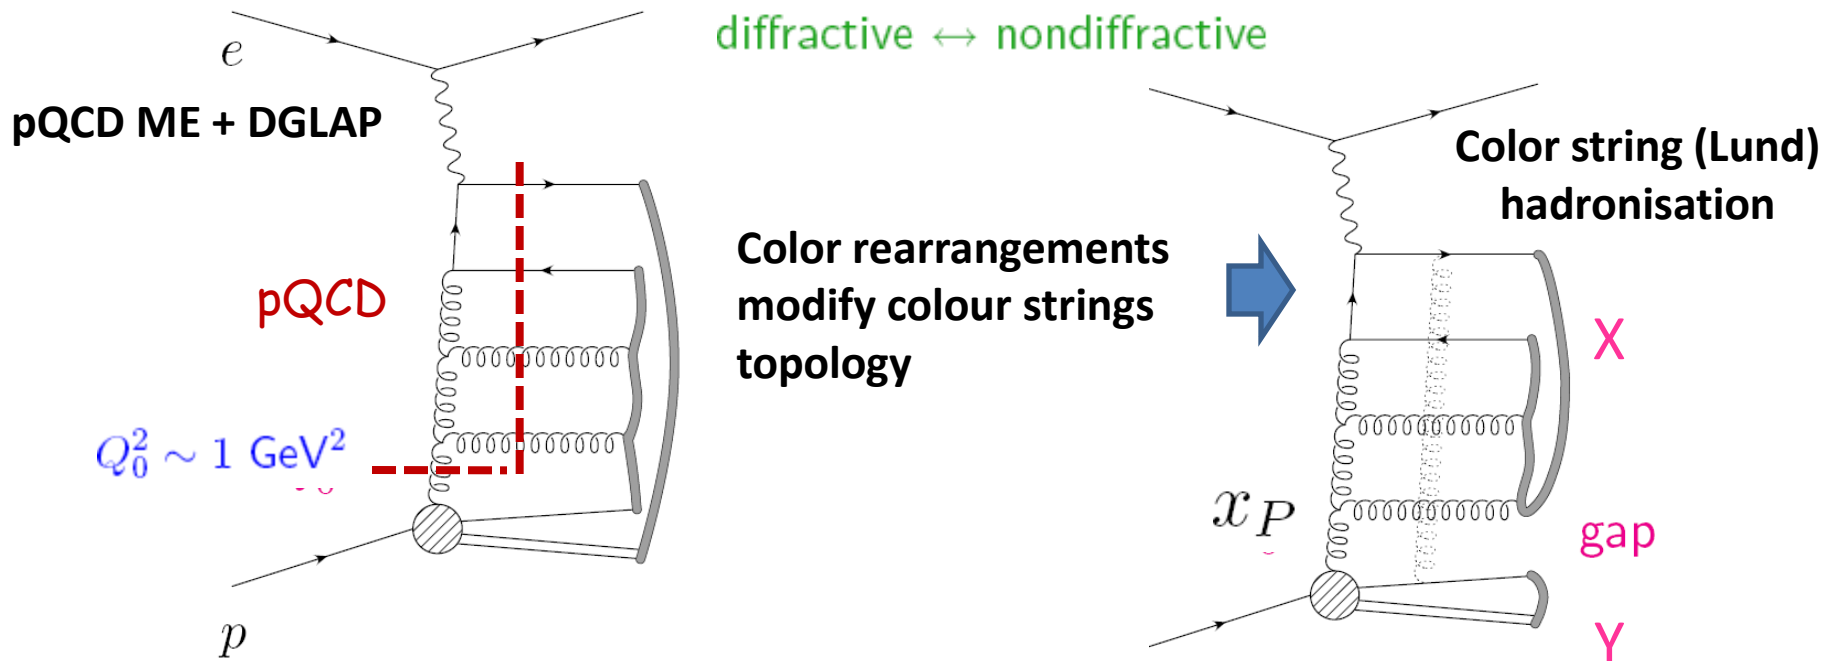 diffractive ↔ nondiffractive
e
pQCD ME + DGLAP
Color string (Lund)
hadronisation
Color rearrangements
modify colour strings
topology
pQCD
X
Q₀² ∼ 1 GeV²
x_P
gap
p
Y